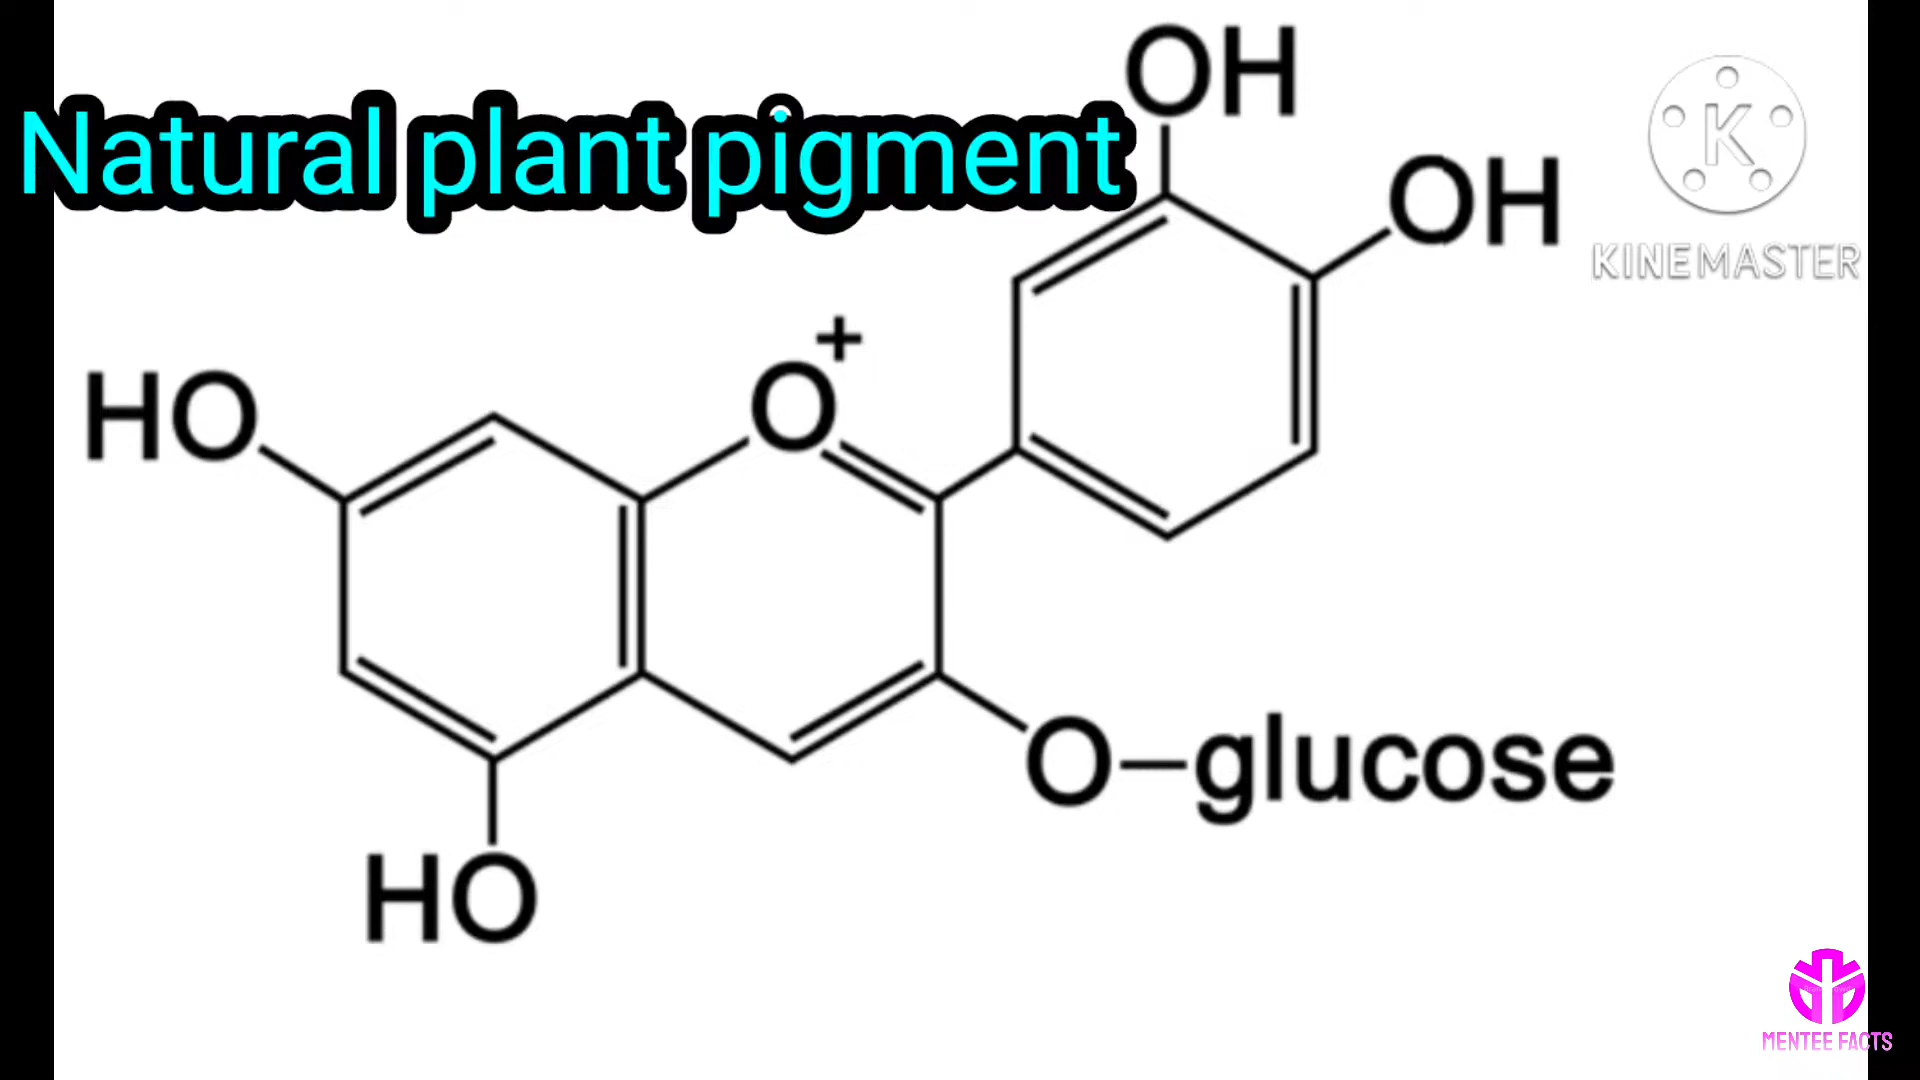 Natural plant pigment
OH
OH
K
KINEMASTER
O+
HO
O–glucose
HO
MENTEE FACTS